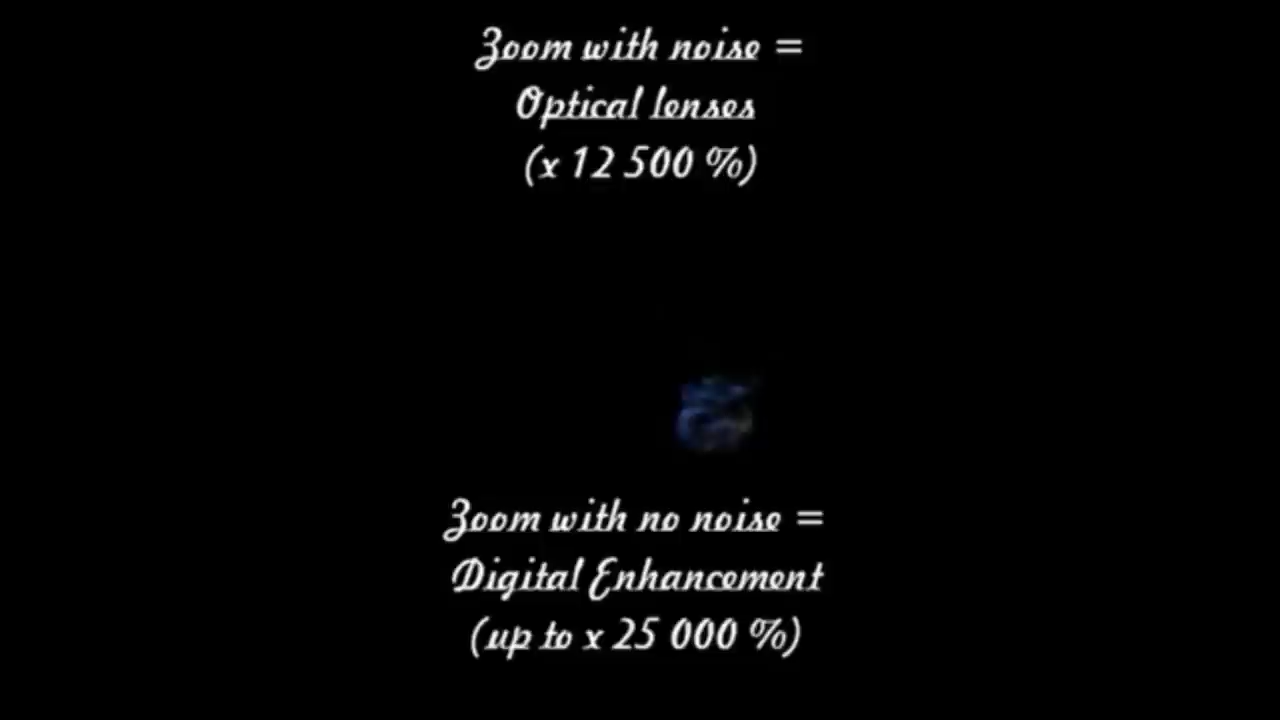 Zoom with noise =
Optical lenses
(x 12 500 %)
Zoom with no noise =
Digital Enhancement
(up to x 25 000 %)